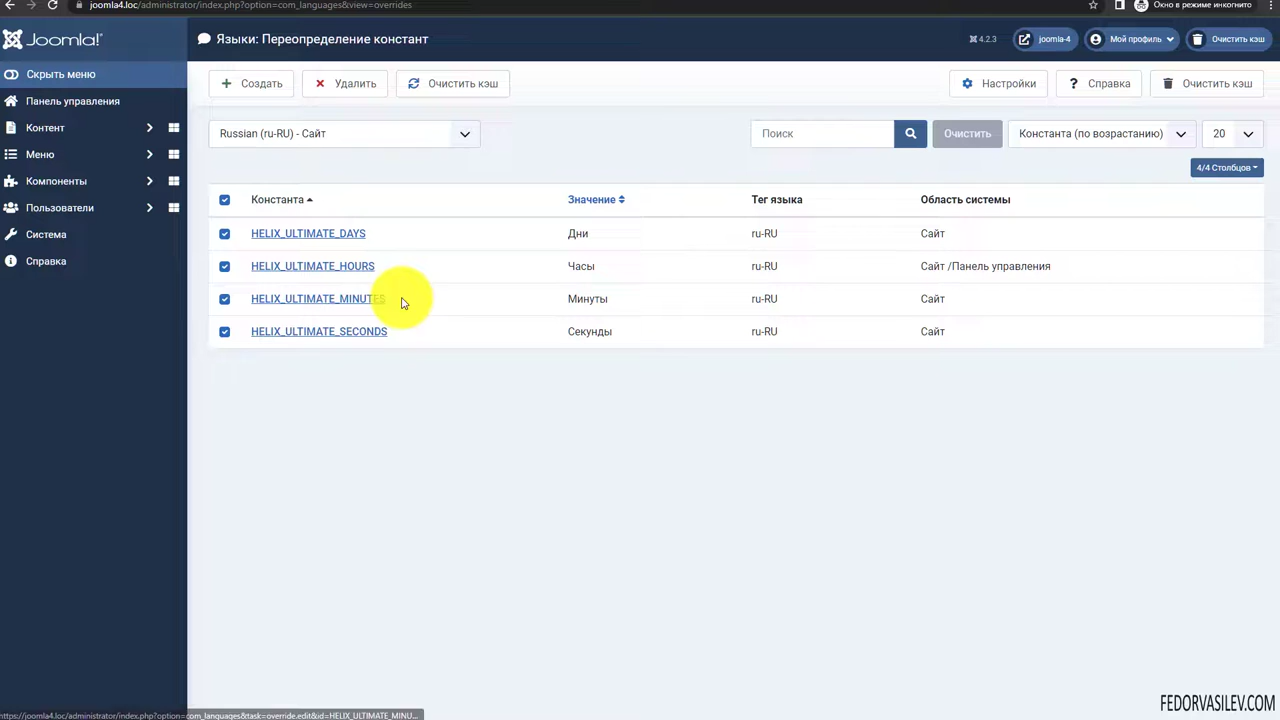 joomla4.loc/administrator/index.php?option=com_languages&view=overrides
Окно в режиме инкогнито
Joomla!
Языки: Переопределение констант
4.2.3
joomla-4
Мой профиль
Очистить кэш
Скрыть меню
Панель управления
Контент
Меню
Компоненты
Пользователи
Система
Справка
Создать
Удалить
Очистить кэш
Настройки
Справка
Очистить кэш
Russian (ru-RU) - Сайт
Поиск
Очистить
Константа (по возрастанию)
20
4/4 Столбцов
Константа Значение Тег языка Область системы
HELIX_ULTIMATE_DAYS Дни ru-RU Сайт
HELIX_ULTIMATE_HOURS Часы ru-RU Сайт /Панель управления
HELIX_ULTIMATE_MINUTES Минуты ru-RU Сайт
HELIX_ULTIMATE_SECONDS Секунды ru-RU Сайт
https://joomla4.loc/administrator/index.php?option=com_languages&task=override.edit&id=HELIX_ULTIMATE_MINU...
FEDORVASILEV.COM